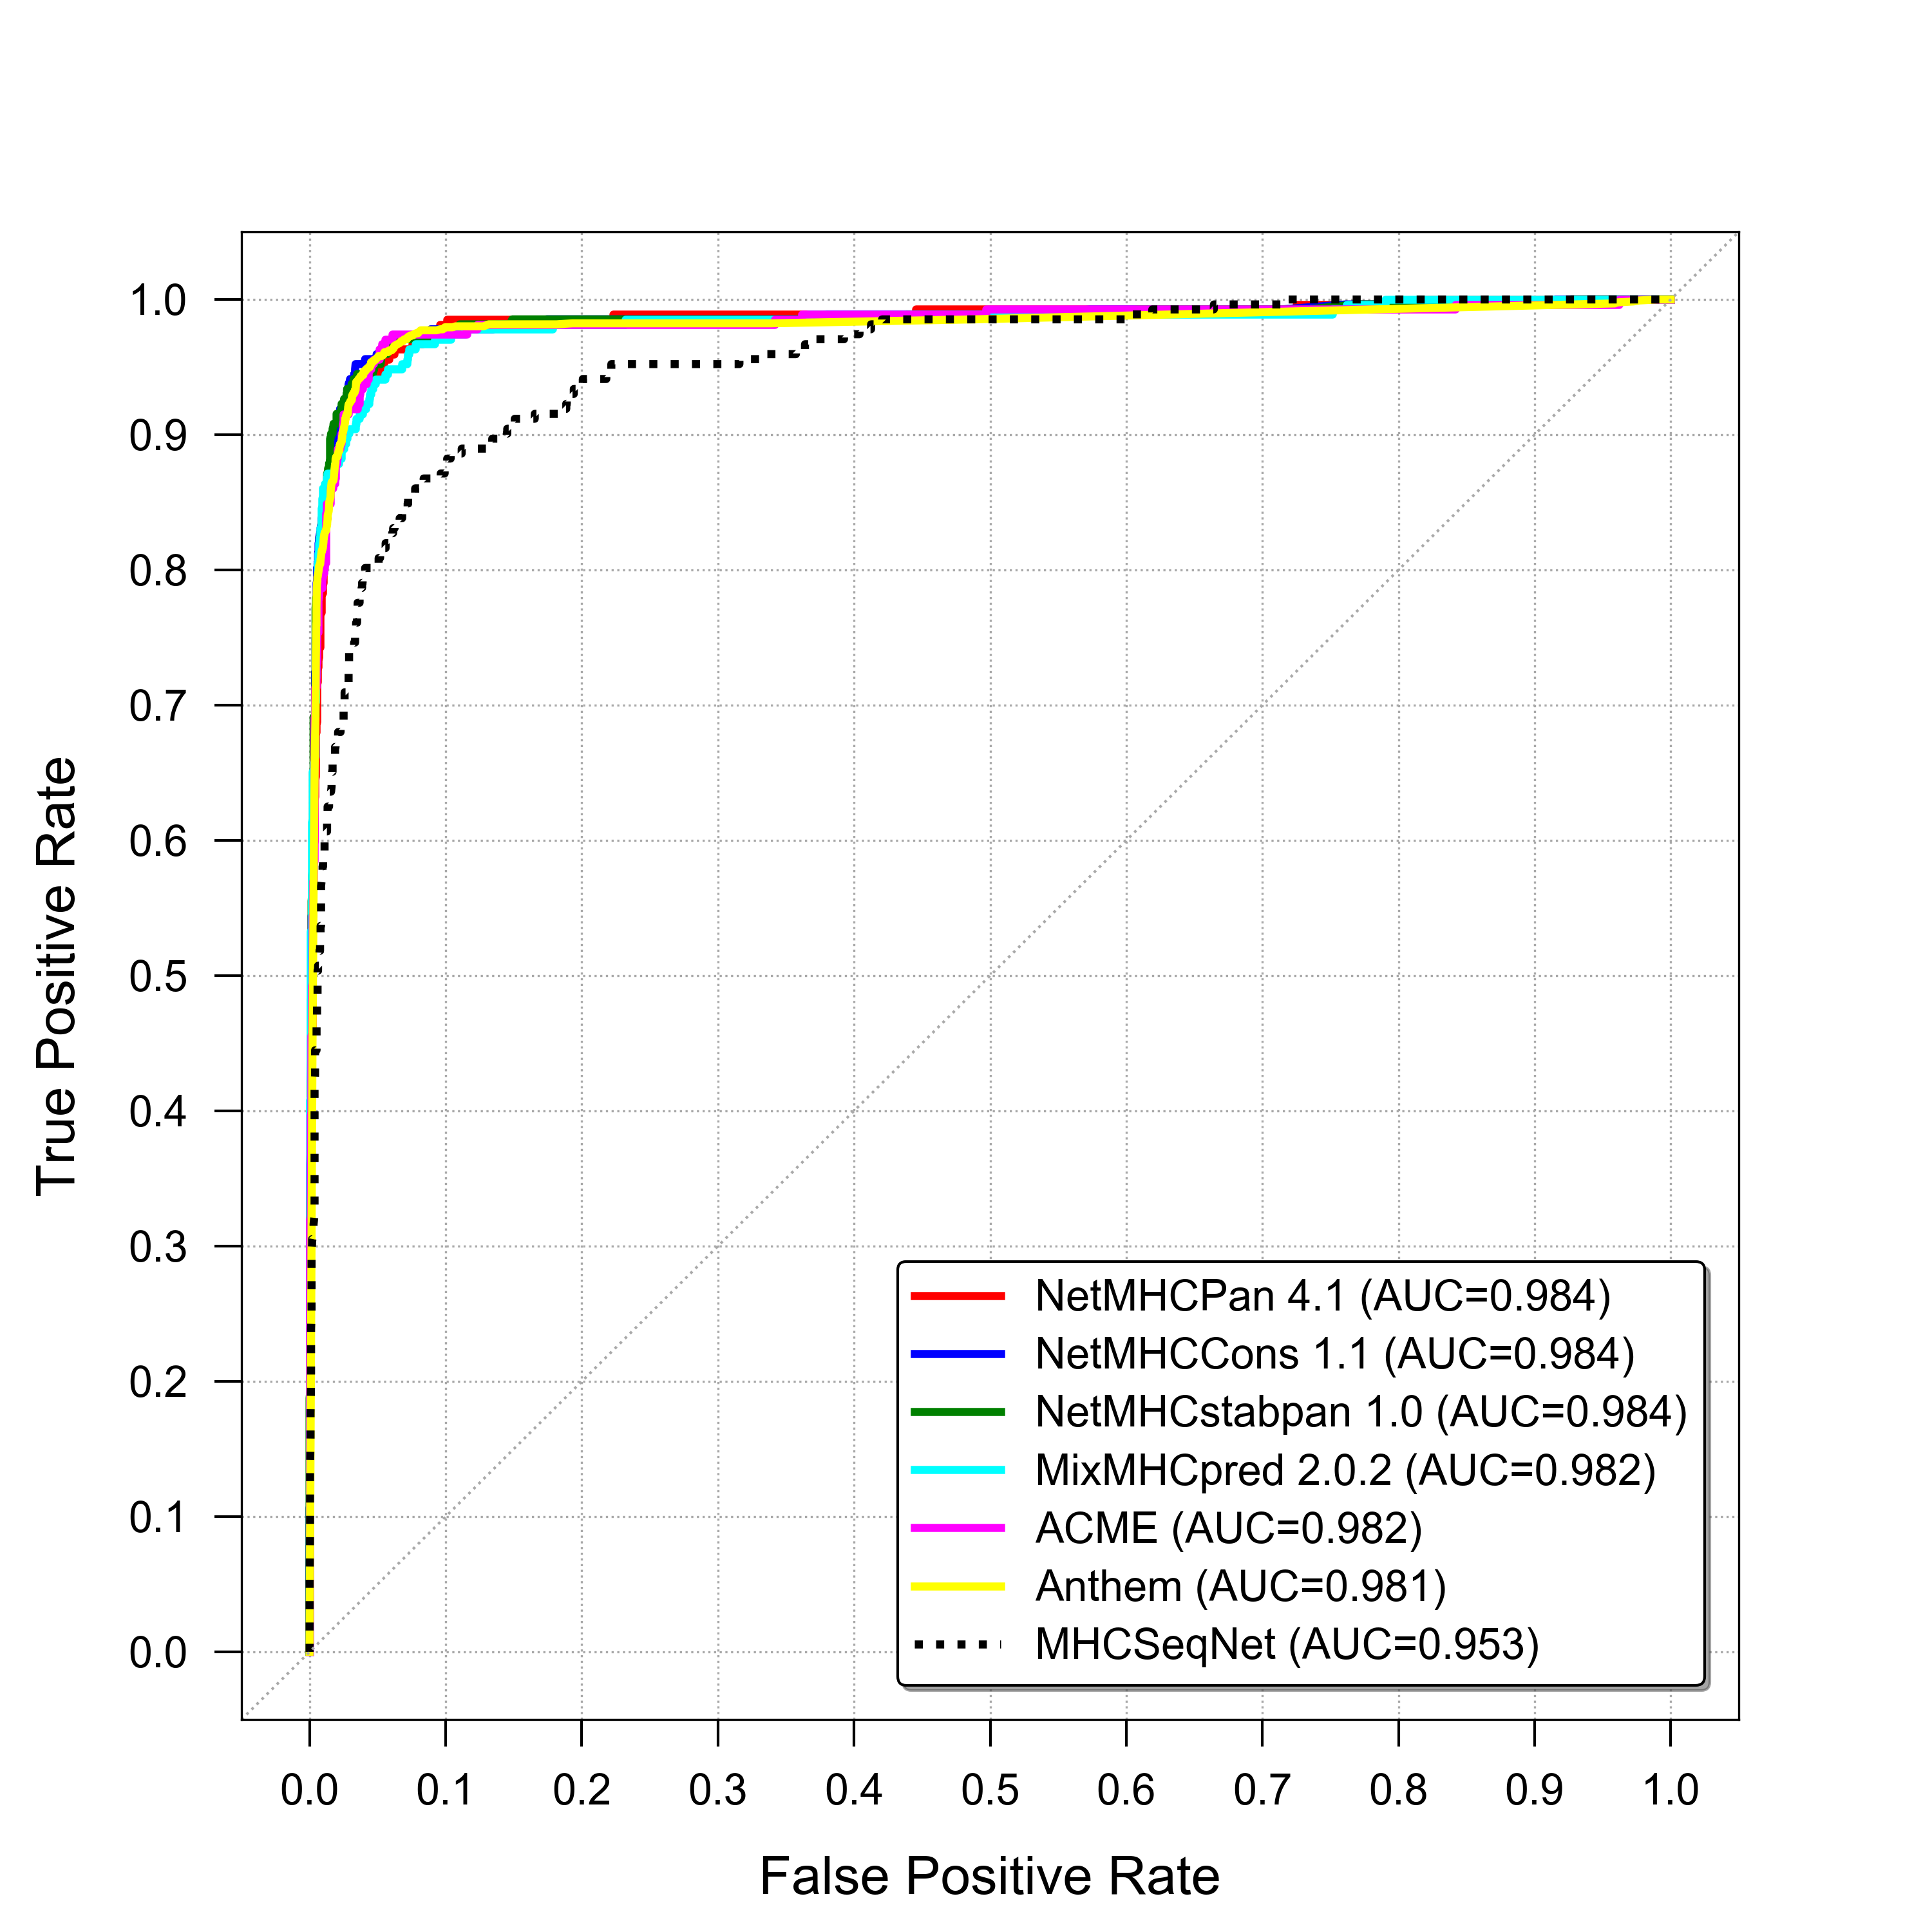 1.0
0.9
0.8
0.7
0.6
0.5
0.4
0.3
0.2
0.1
0.0
True Positive Rate
NetMHCPan 4.1 (AUC=0.984)
NetMHCCons 1.1 (AUC=0.984)
NetMHCstabpan 1.0 (AUC=0.984)
MixMHCpred 2.0.2 (AUC=0.982)
ACME (AUC=0.982)
Anthem (AUC=0.981)
MHCSeqNet (AUC=0.953)
0.0 0.1 0.2 0.3 0.4 0.5 0.6 0.7 0.8 0.9 1.0
False Positive Rate